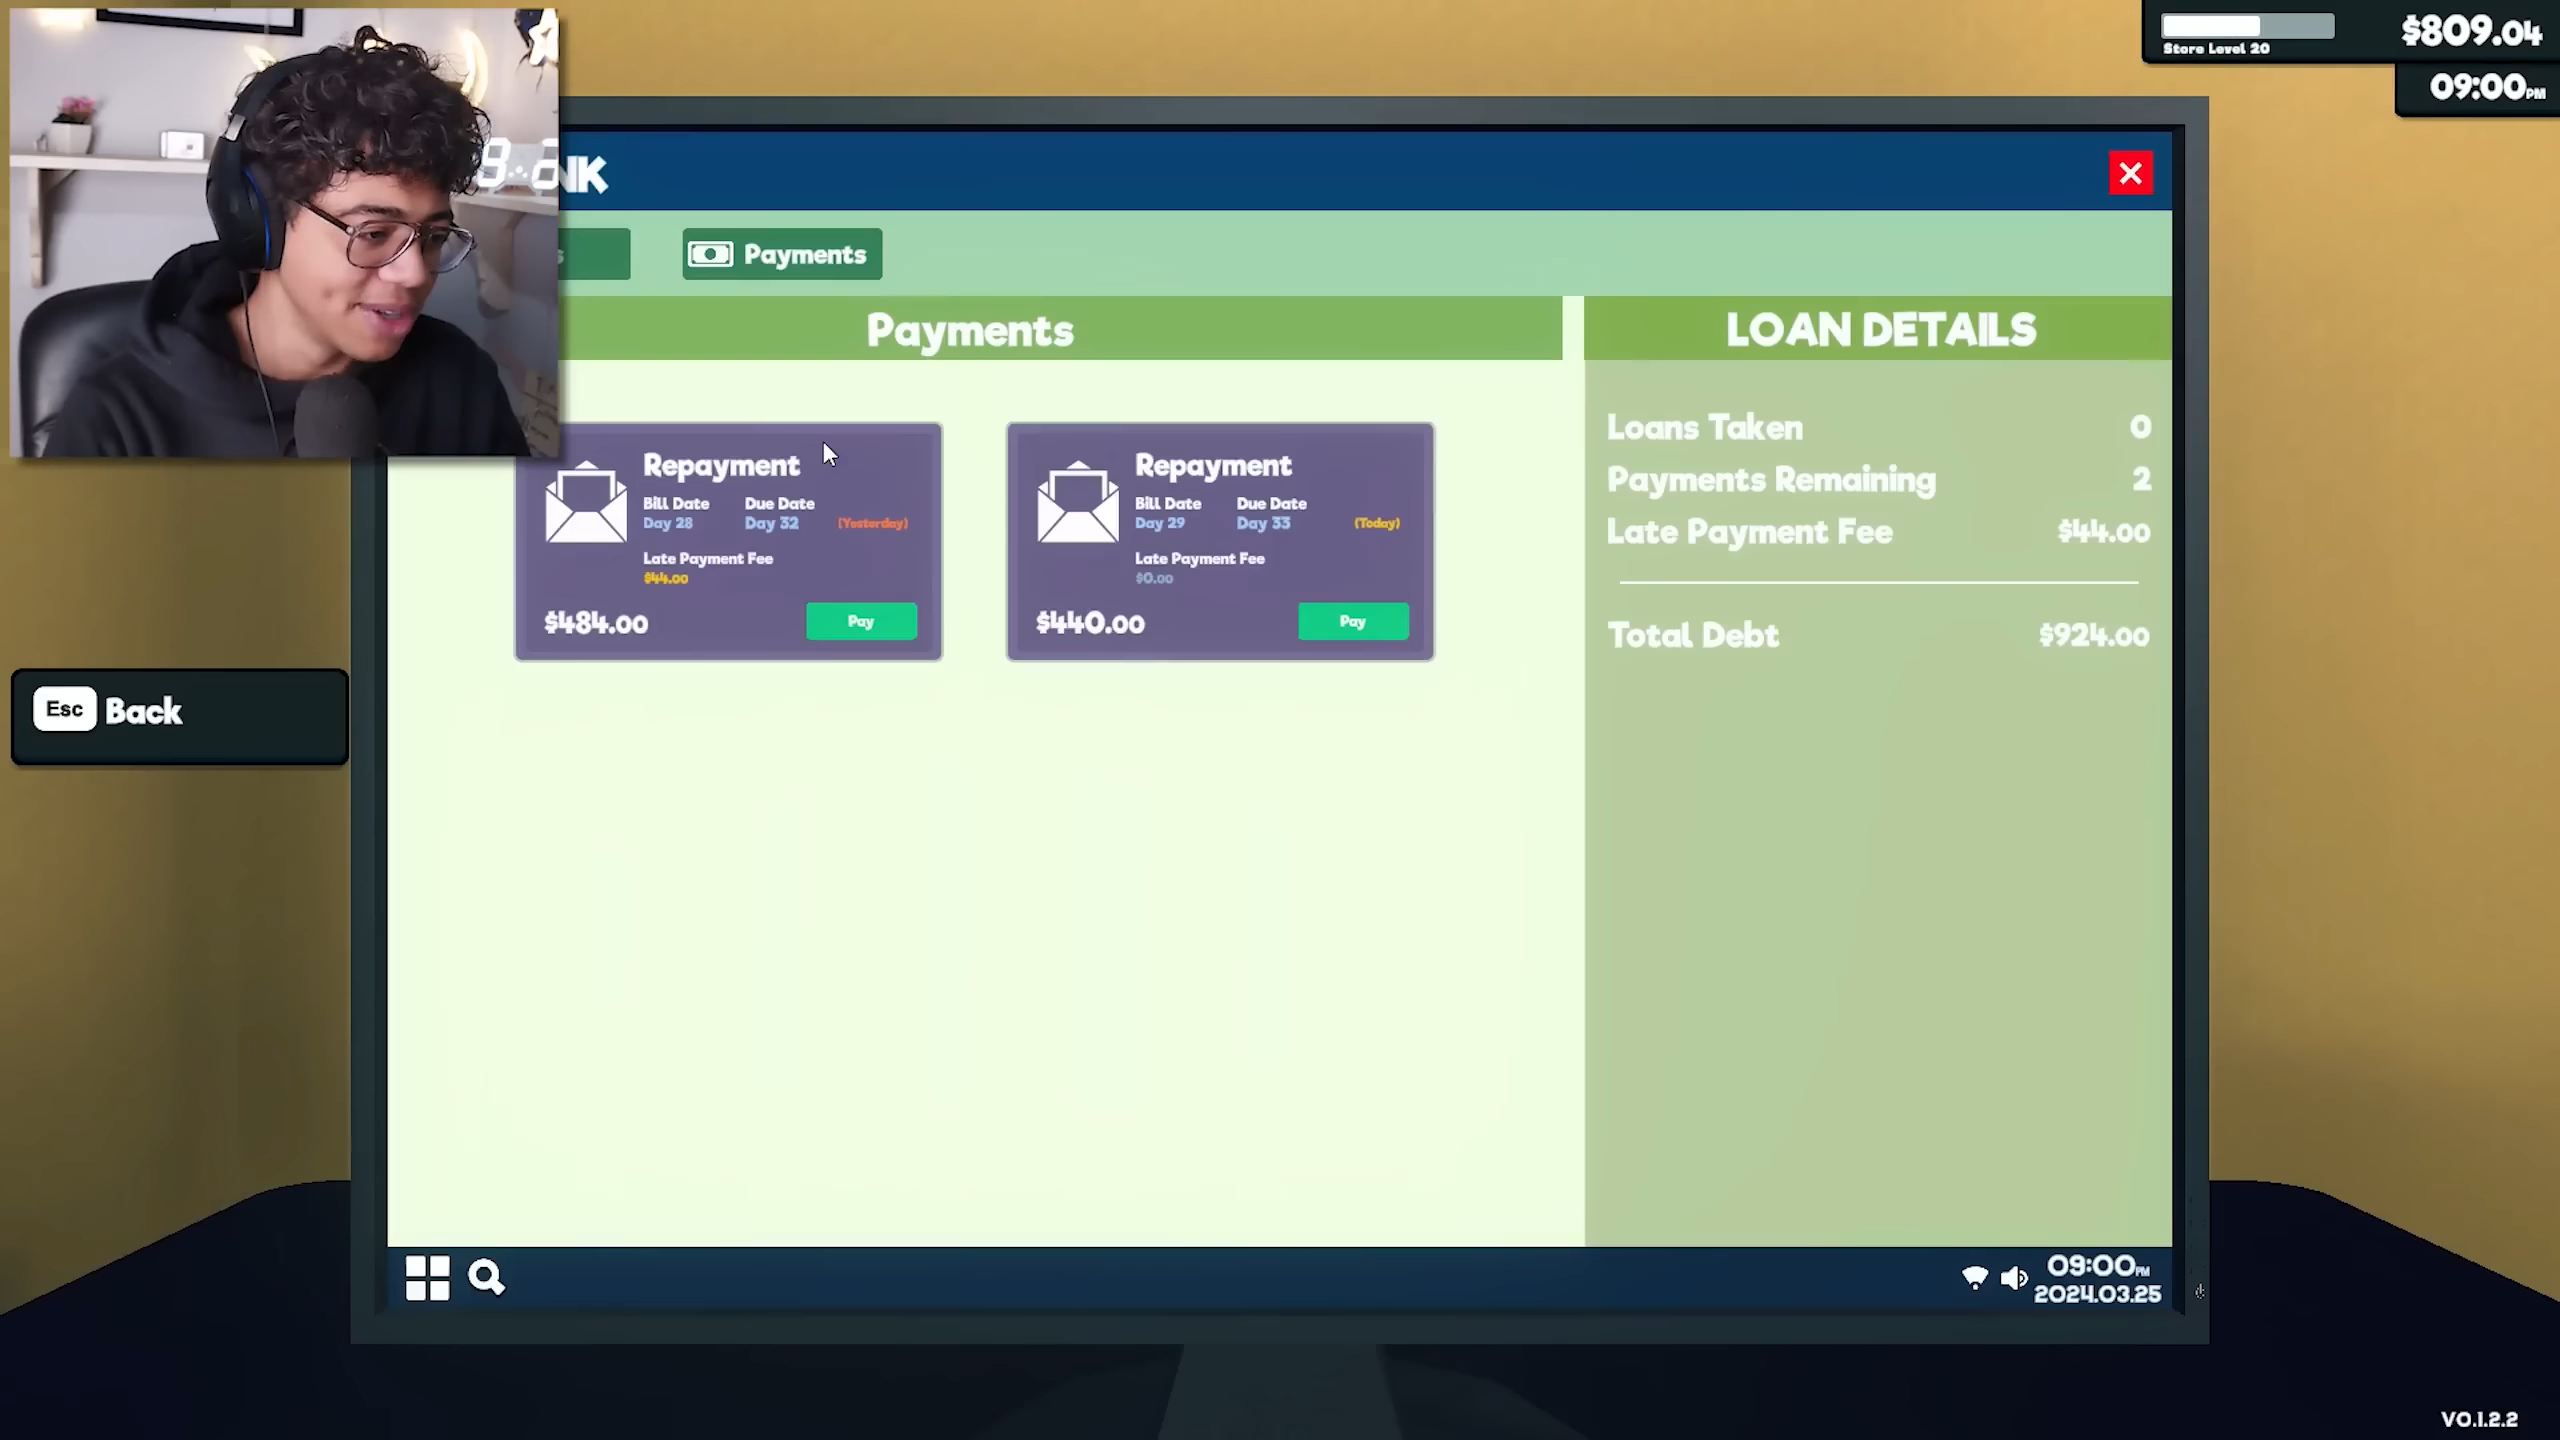 $809.04
Store Level 20
09:00PM
NK
Payments
Payments
LOAN DETAILS
Repayment
Bill Date Due Date
Day 28 Day 32 (Yesterday)
Late Payment Fee
$44.00
$484.00 Pay
Repayment
Bill Date Due Date
Day 29 Day 33 (Today)
Late Payment Fee
$0.00
$440.00 Pay
Loans Taken 0
Payments Remaining 2
Late Payment Fee $44.00
Total Debt $924.00
Esc Back
09:00PM
2024.03.25
V0.1.2.2